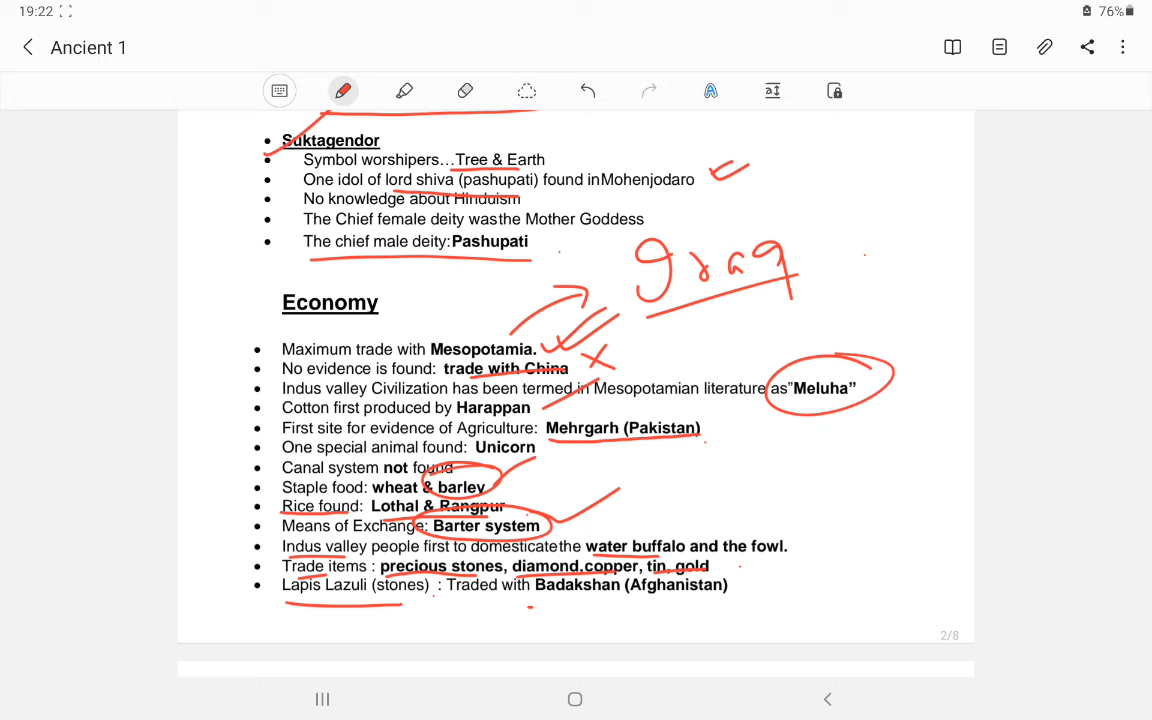 19:22
76%
Ancient 1
Suktagendor
Symbol worshipers…Tree & Earth
One idol of lord shiva (pashupati) found inMohenjodaro
No knowledge about Hinduism
The Chief female deity wasthe Mother Goddess
The chief male deity:Pashupati
Iraq
Economy
Maximum trade with Mesopotamia.
No evidence is found: trade with China
Indus valley Civilization has been termed in Mesopotamian literature as"Meluha"
Cotton first produced by Harappan
First site for evidence of Agriculture: Mehrgarh (Pakistan)
One special animal found: Unicorn
Canal system not found
Staple food: wheat & barley
Rice found: Lothal & Rangpur
Means of Exchange: Barter system
Indus valley people first to domesticatethe water buffalo and the fowl.
Trade items : precious stones, diamond,copper, tin, gold
Lapis Lazuli (stones) : Traded with Badakshan (Afghanistan)
2/8